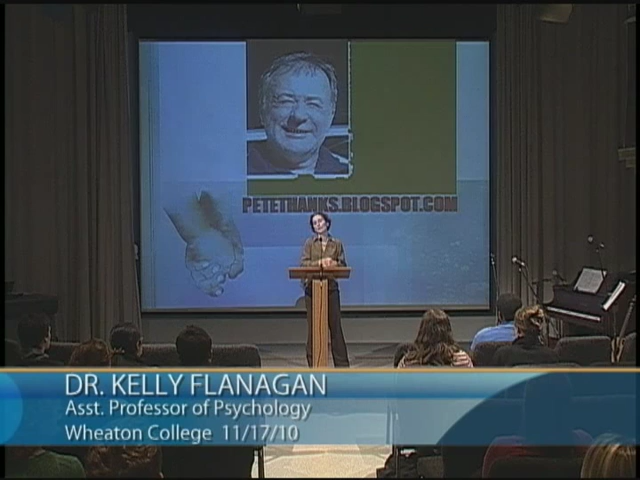 PETETHANKS.BLOGSPOT.COM
DR. KELLY FLANAGAN
Asst. Professor of Psychology
Wheaton College 11/17/10